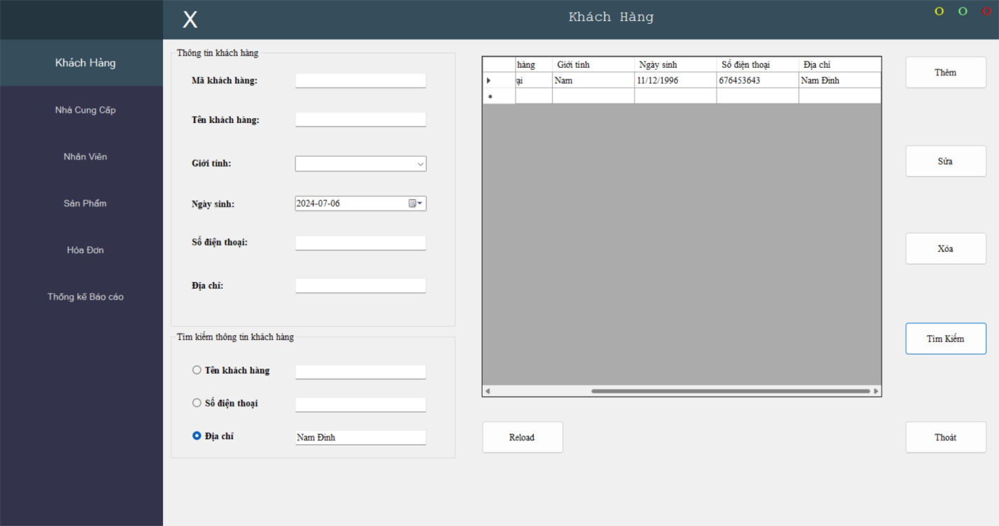 X
Khách Hàng
O O O
Khách Hàng
Nhà Cung Cấp
Nhân Viên
Sản Phẩm
Hóa Đơn
Thống kế Báo cáo
Thông tin khách hàng
Mã khách hàng:
Tên khách hàng:
Giới tính:
Ngày sinh:
2024-07-06
Số điện thoại:
Địa chỉ:
Tìm kiếm thông tin khách hàng
Tên khách hàng
Số điện thoại
Địa chỉ
Nam Đinh
hàng Giới tính Ngày sinh Số điện thoại Địa chỉ
ại Nam 11/12/1996 676453643 Nam Đinh
Reload
Thêm
Sửa
Xóa
Tìm Kiếm
Thoát